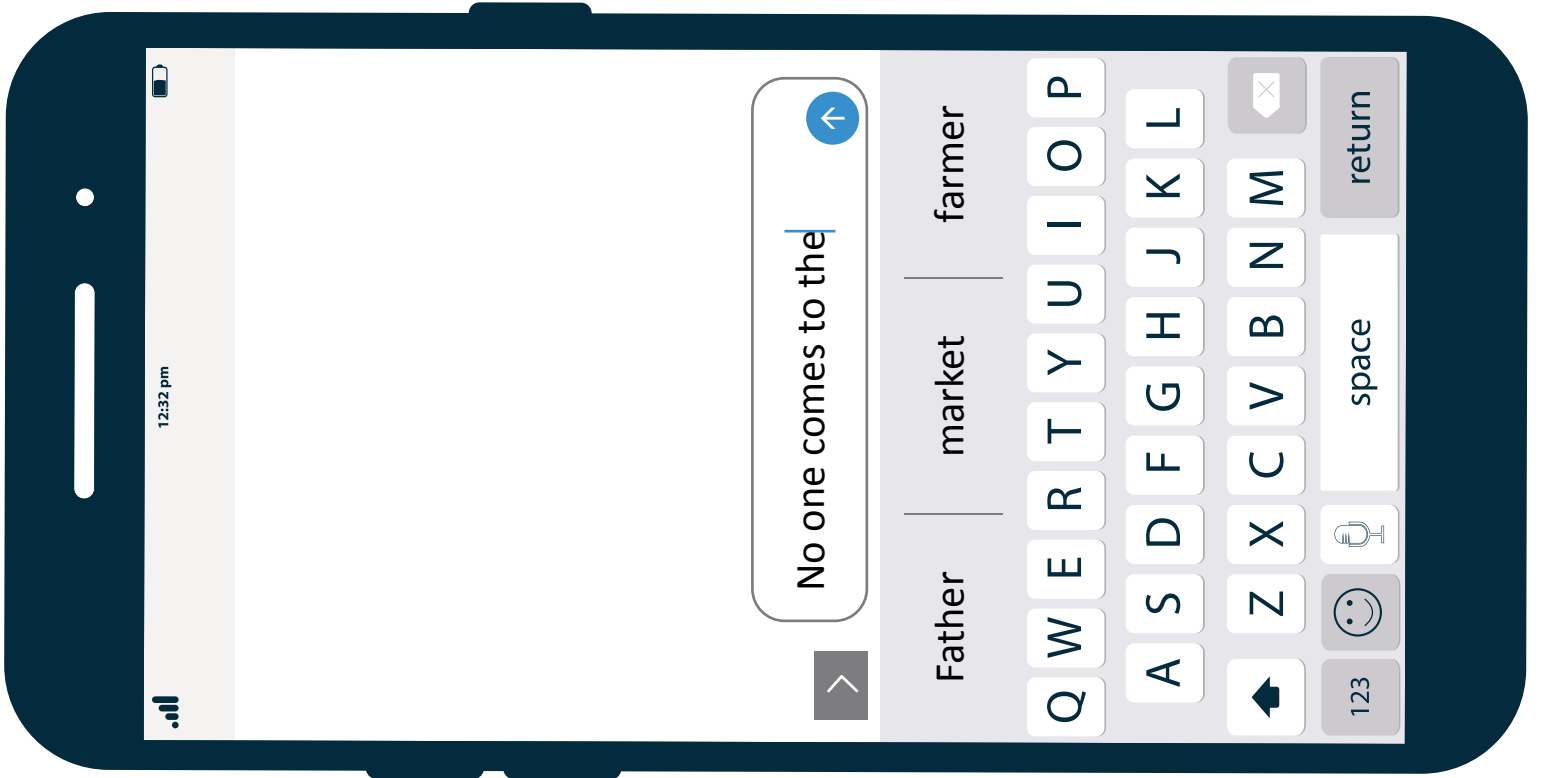 12:32 pm
No one comes to the
Father market farmer
Q W E R T Y U I O P
A S D F G H J K L
Z X C V B N M
123 space return